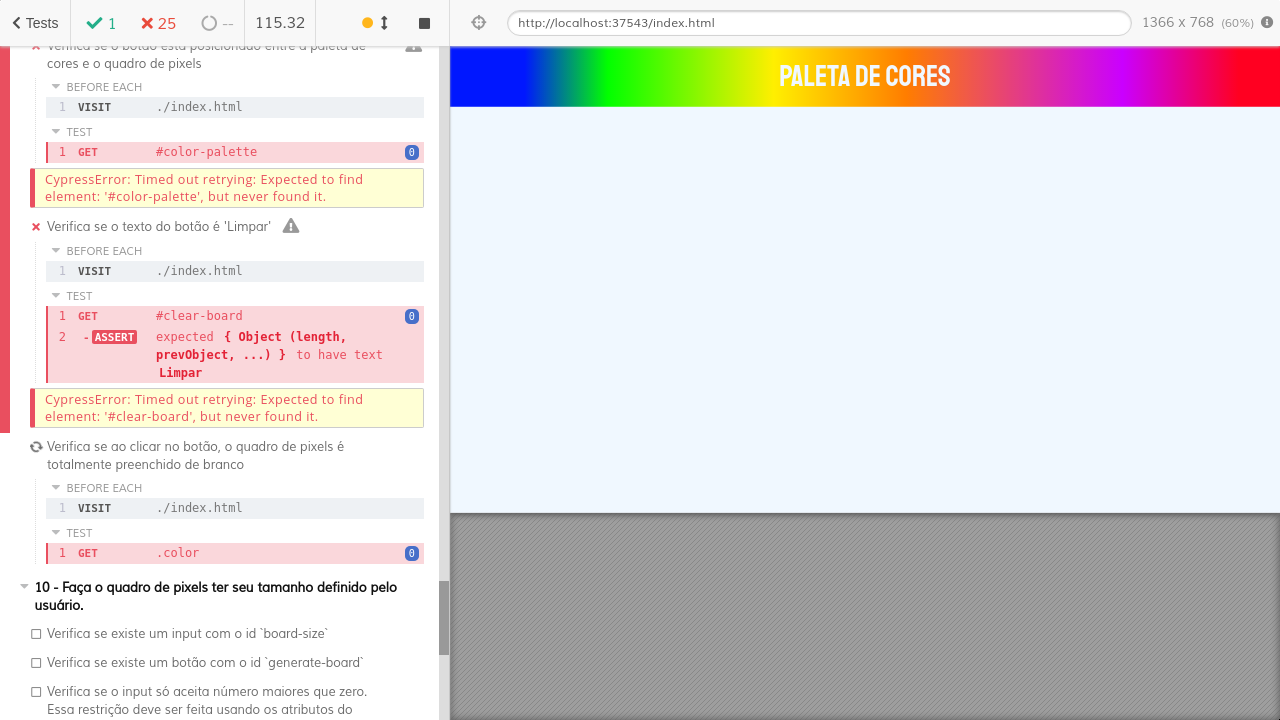 Tests
1
25
--
115.32
http://localhost:37543/index.html
1366 x 768 (60%)
Verifica se o botão está posicionado entre a paleta de
cores e o quadro de pixels
BEFORE EACH
1 VISIT ./index.html
TEST
1 GET #color-palette 0
CypressError: Timed out retrying: Expected to find
element: '#color-palette', but never found it.
Verifica se o texto do botão é 'Limpar'
BEFORE EACH
1 VISIT ./index.html
TEST
1 GET #clear-board 0
2 -ASSERT expected { Object (length,
prevObject, ...) } to have text
Limpar
CypressError: Timed out retrying: Expected to find
element: '#clear-board', but never found it.
Verifica se ao clicar no botão, o quadro de pixels é
totalmente preenchido de branco
BEFORE EACH
1 VISIT ./index.html
TEST
1 GET .color 0
10 - Faça o quadro de pixels ter seu tamanho definido pelo
usuário.
Verifica se existe um input com o id `board-size`
Verifica se existe um botão com o id `generate-board`
Verifica se o input só aceita número maiores que zero.
Essa restrição deve ser feita usando os atributos do
PALETA DE CORES